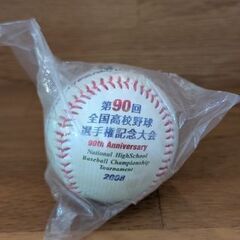 第90回
全国高校野球
選手権記念大会
90th Anniversary
National HighSchool
Baseball Championship
Tournament
2008